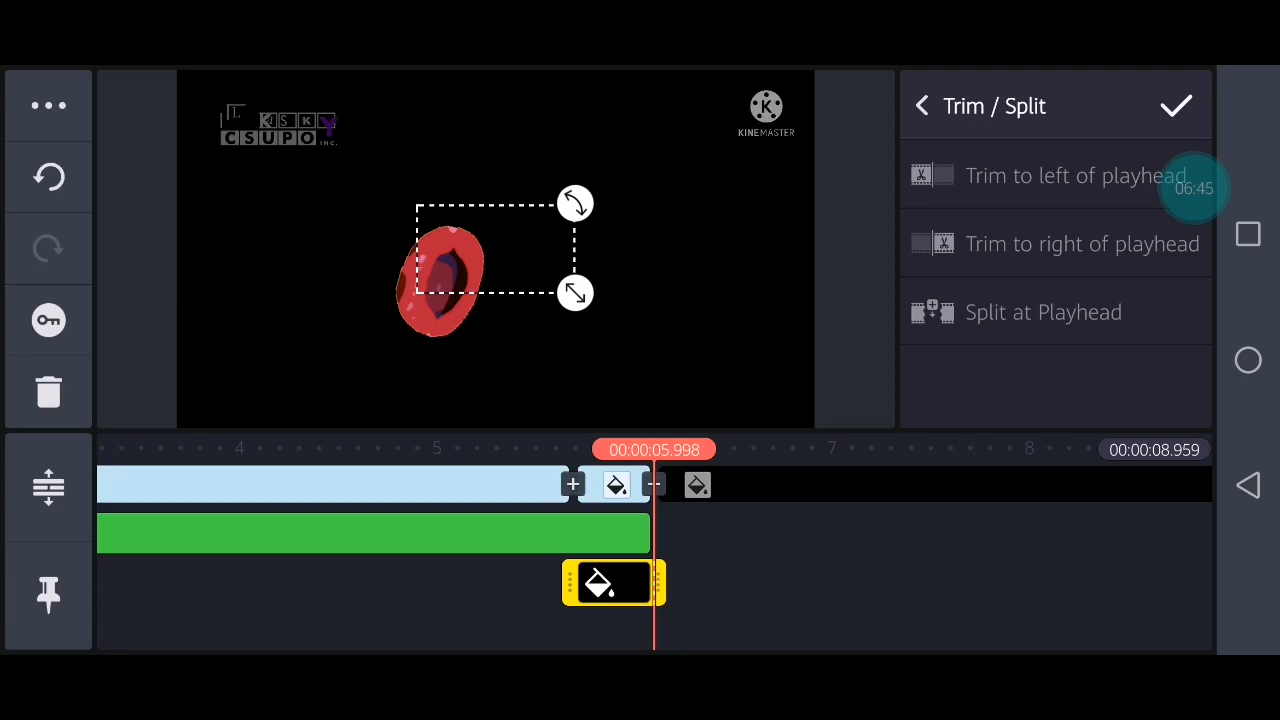 Trim / Split
L
K S K Y
CSUPO INC.
KINEMASTER
Trim to left of playhead
06:45
Trim to right of playhead
Split at Playhead
4
5
00:00:05.998
7
8
00:00:08.959